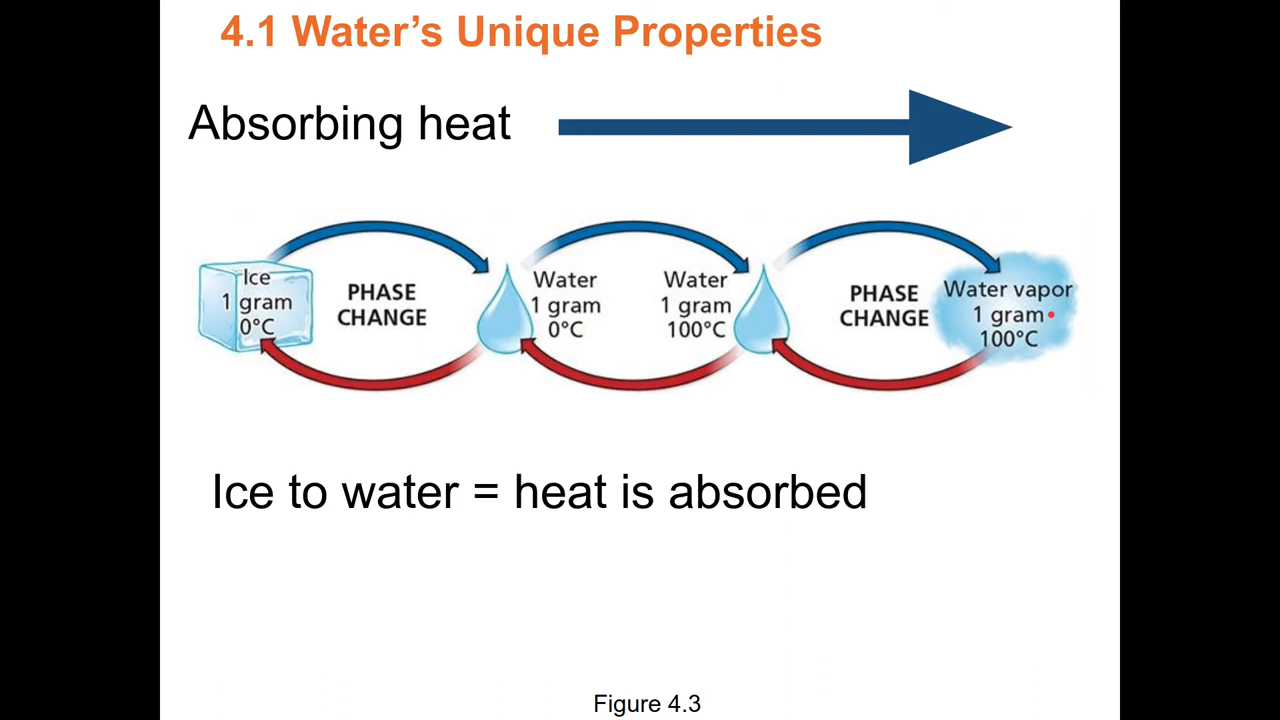 4.1 Water’s Unique Properties
Absorbing heat
Ice
1 gram
0°C
PHASE
CHANGE
Water
1 gram
0°C
Water
1 gram
100°C
PHASE
CHANGE
Water vapor
1 gram
100°C
Ice to water = heat is absorbed
Figure 4.3